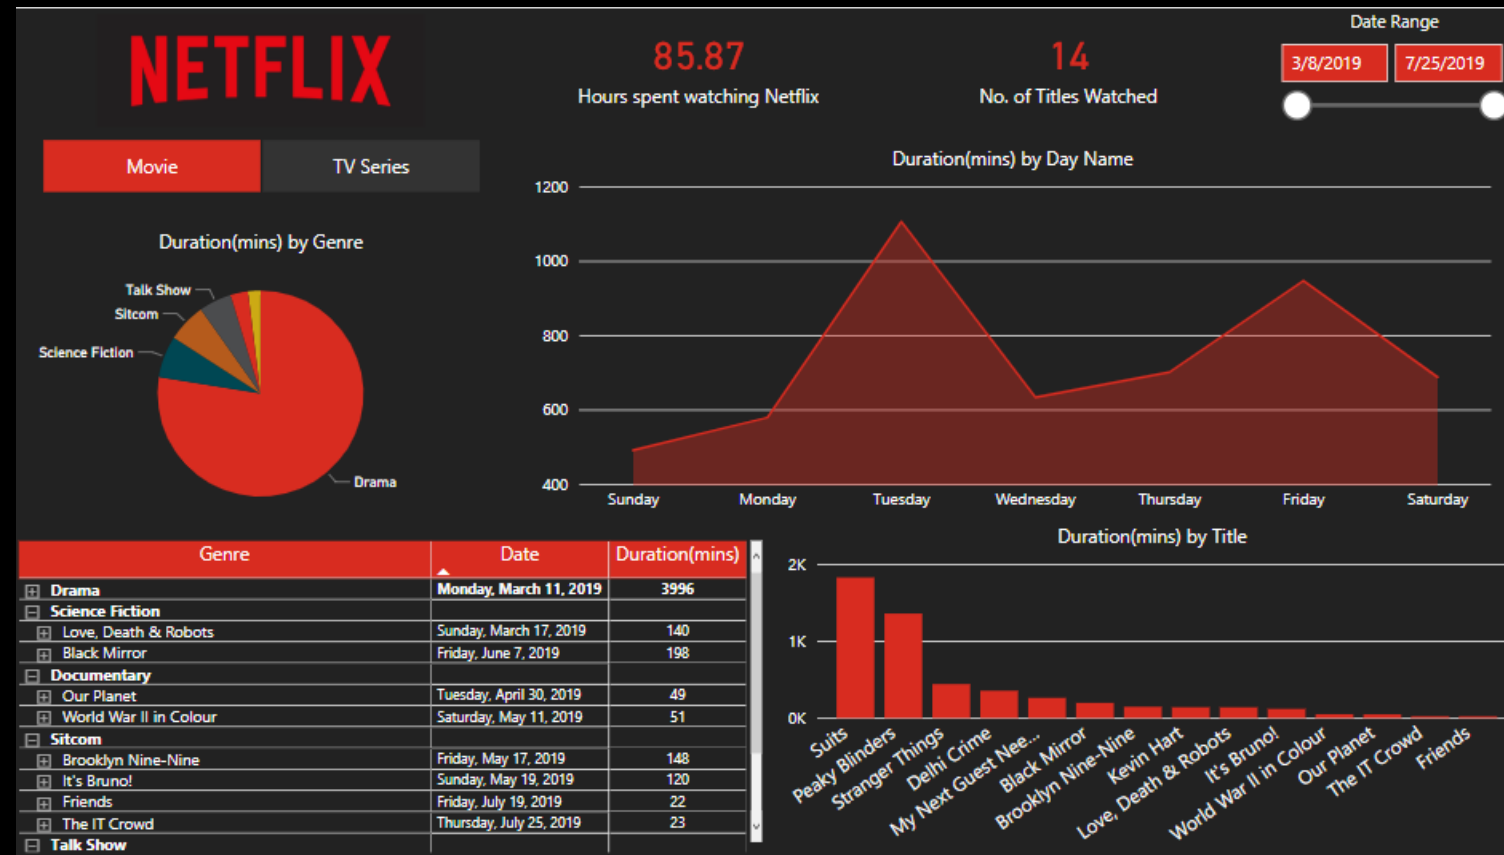 NETFLIX
85.87
Hours spent watching Netflix
14
No. of Titles Watched
Date Range
3/8/2019 7/25/2019
Movie TV Series
Duration(mins) by Genre
Talk Show
Sitcom
Science Fiction
Drama
Duration(mins) by Day Name
1200
1000
800
600
400
Sunday Monday Tuesday Wednesday Thursday Friday Saturday
Genre Date Duration(mins)
Drama Monday, March 11, 2019 3996
Science Fiction
Love, Death & Robots Sunday, March 17, 2019 140
Black Mirror Friday, June 7, 2019 198
Documentary
Our Planet Tuesday, April 30, 2019 49
World War II in Colour Saturday, May 11, 2019 51
Sitcom
Brooklyn Nine-Nine Friday, May 17, 2019 148
It's Bruno! Sunday, May 19, 2019 120
Friends Friday, July 19, 2019 22
The IT Crowd Thursday, July 25, 2019 23
Talk Show
Duration(mins) by Title
2K
1K
0K
Suits
Peaky Blinders
Stranger Things
Delhi Crime
My Next Guest Nee...
Black Mirror
Brooklyn Nine-Nine
Kevin Hart
Love, Death & Robots
It's Bruno!
World War II in Colour
Our Planet
The IT Crowd
Friends